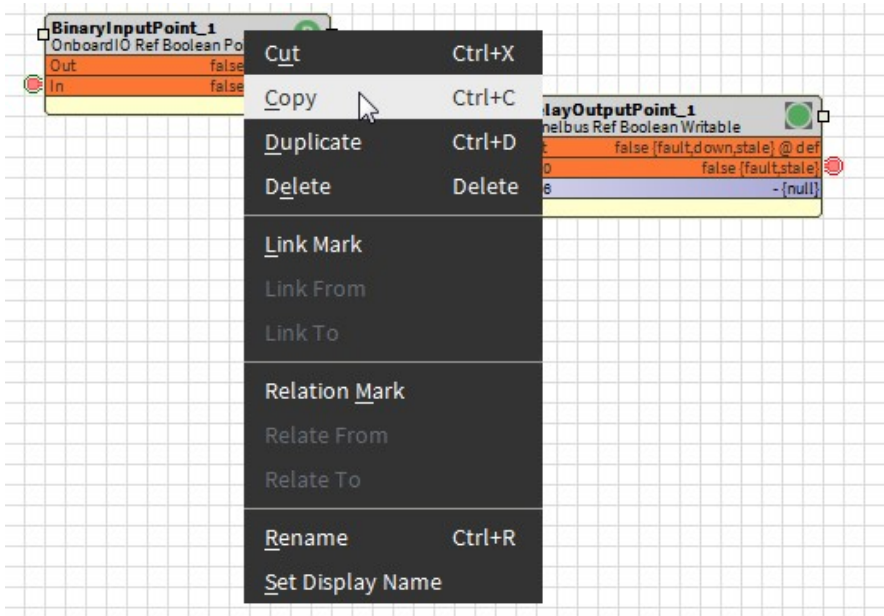 BinaryInputPoint_1
OnboardIO Ref Boolean
Out false
In false
Cut Ctrl+X
Copy Ctrl+C
Duplicate Ctrl+D
Delete Delete
Link Mark
Link From
Link To
Relation Mark
Relate From
Relate To
Rename Ctrl+R
Set Display Name
layOutputPoint_1
nelbus Ref Boolean Writable
false {fault,down,stale} @ def
0 false {fault,stale}
6 - {null}